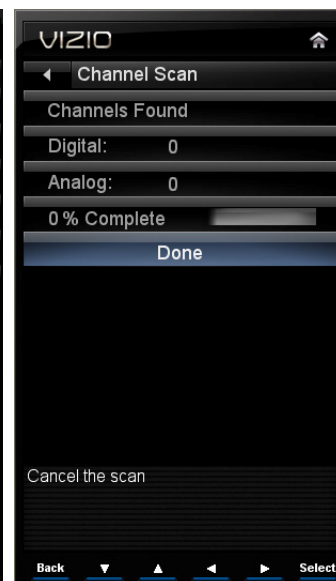 VIZIO
Channel Scan
Channels Found
Digital: 0
Analog: 0
0 % Complete
Done
Cancel the scan
Back Select